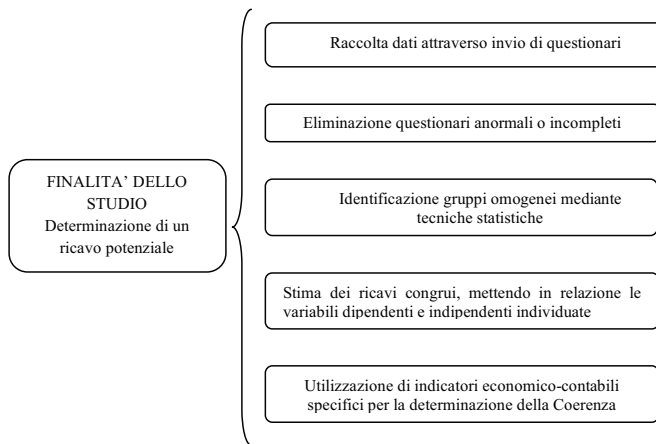 FINALITA' DELLO
STUDIO
Determinazione di un
ricavo potenziale
Raccolta dati attraverso invio di questionari
Eliminazione questionari anormali o incompleti
Identificazione gruppi omogenei mediante
tecniche statistiche
Stima dei ricavi congrui, mettendo in relazione le
variabili dipendenti e indipendenti individuate
Utilizzazione di indicatori economico-contabili
specifici per la determinazione della Coerenza